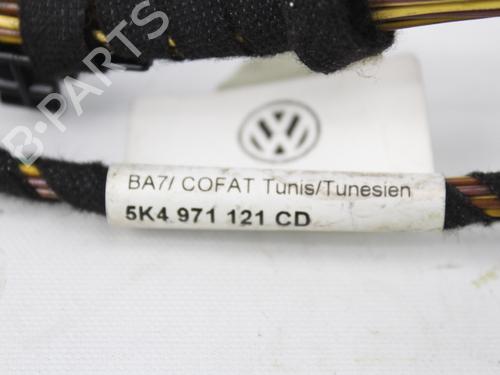 B-PARTS
BA7/ COFAT Tunis/Tunesien
5K4 971 121 CD